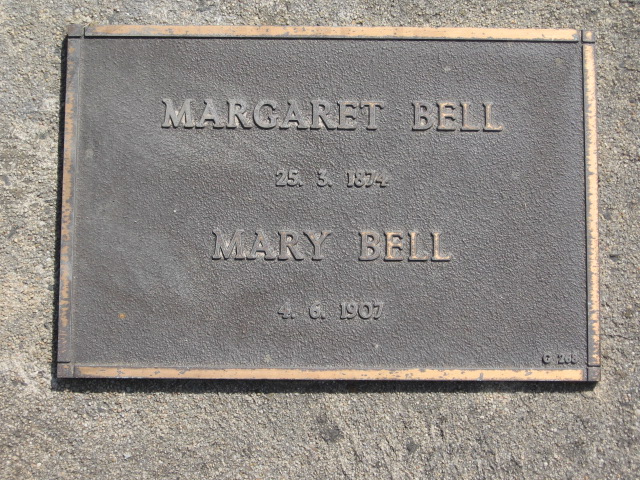 MARGARET BELL
25. 3. 1874
MARY BELL
4. 6. 1907